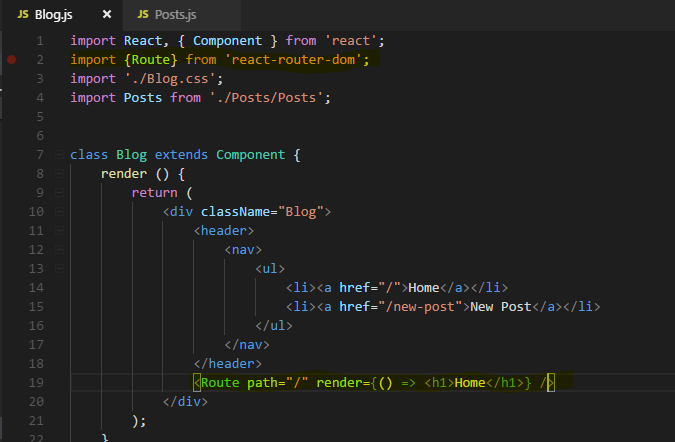 JS Blog.js × JS Posts.js
1 import React, { Component } from 'react';
2 import {Route} from 'react-router-dom';
3 import './Blog.css';
4 import Posts from './Posts/Posts';
5
6
7 class Blog extends Component {
8 render () {
9 return (
10 <div className="Blog">
11 <header>
12 <nav>
13 <ul>
14 <li><a href="/">Home</a></li>
15 <li><a href="/new-post">New Post</a></li>
16 </ul>
17 </nav>
18 </header>
19 <Route path="/" render={() => <h1>Home</h1>} />
20 </div>
21 );
22 }